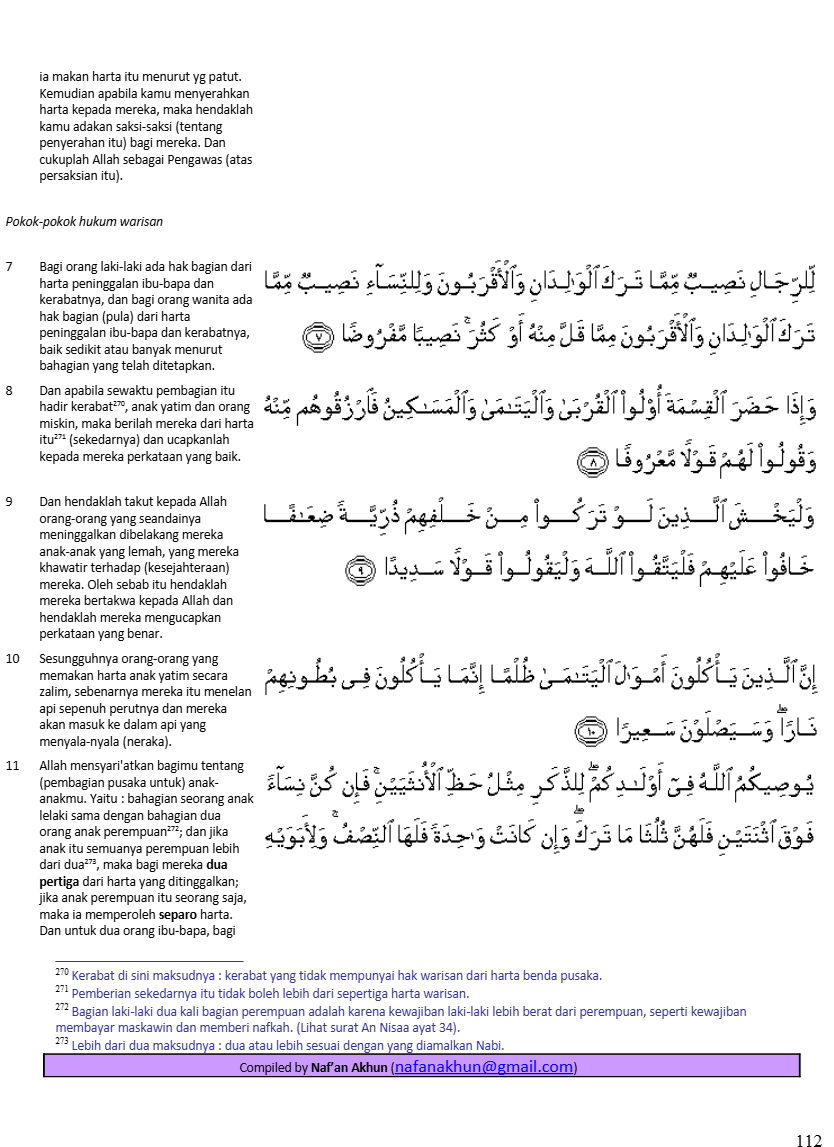 ia makan harta itu menurut yg patut.
Kemudian apabila kamu menyerahkan
harta kepada mereka, maka hendaklah
kamu adakan saksi-saksi (tentang
penyerahan itu) bagi mereka. Dan
cukuplah Allah sebagai Pengawas (atas
persaksian itu).
Pokok-pokok hukum warisan
7 Bagi orang laki-laki ada hak bagian dari
harta peninggalan ibu-bapa dan
kerabatnya, dan bagi orang wanita ada
hak bagian (pula) dari harta
peninggalan ibu-bapa dan kerabatnya,
baik sedikit atau banyak menurut
bahagian yang telah ditetapkan.
لِّلرِّجَالِ نَصِيبٌ مِّمَّا تَرَكَ ٱلْوَٰلِدَانِ وَٱلْأَقْرَبُونَ وَلِلنِّسَآءِ نَصِيبٌ مِّمَّا
تَرَكَ ٱلْوَٰلِدَانِ وَٱلْأَقْرَبُونَ مِمَّا قَلَّ مِنْهُ أَوْ كَثُرَ ۚ نَصِيبًا مَّفْرُوضًا ٧
8 Dan apabila sewaktu pembagian itu
hadir kerabat²⁷⁰, anak yatim dan orang
miskin, maka berilah mereka dari harta
itu²⁷¹ (sekedarnya) dan ucapkanlah
kepada mereka perkataan yang baik.
وَإِذَا حَضَرَ ٱلْقِسْمَةَ أُو۟لُوا۟ ٱلْقُرْبَىٰ وَٱلْيَتَـٰمَىٰ وَٱلْمَسَـٰكِينُ فَٱرْزُقُوهُم مِّنْهُ
وَقُولُوا۟ لَهُمْ قَوْلًا مَّعْرُوفًا ٨
9 Dan hendaklah takut kepada Allah
orang-orang yang seandainya
meninggalkan dibelakang mereka
anak-anak yang lemah, yang mereka
khawatir terhadap (kesejahteraan)
mereka. Oleh sebab itu hendaklah
mereka bertakwa kepada Allah dan
hendaklah mereka mengucapkan
perkataan yang benar.
وَلْيَخْشَ ٱلَّذِينَ لَوْ تَرَكُوا۟ مِنْ خَلْفِهِمْ ذُرِّيَّةً ضِعَـٰفًا
خَافُوا۟ عَلَيْهِمْ فَلْيَتَّقُوا۟ ٱللَّهَ وَلْيَقُولُوا۟ قَوْلًا سَدِيدًا ٩
10 Sesungguhnya orang-orang yang
memakan harta anak yatim secara
zalim, sebenarnya mereka itu menelan
api sepenuh perutnya dan mereka
akan masuk ke dalam api yang
menyala-nyala (neraka).
إِنَّ ٱلَّذِينَ يَأْكُلُونَ أَمْوَٰلَ ٱلْيَتَـٰمَىٰ ظُلْمًا إِنَّمَا يَأْكُلُونَ فِى بُطُونِهِمْ
نَارًا ۖ وَسَيَصْلَوْنَ سَعِيرًا ١٠
11 Allah mensyari'atkan bagimu tentang
(pembagian pusaka untuk) anak-
anakmu. Yaitu : bahagian seorang anak
lelaki sama dengan bahagian dua
orang anak perempuan²⁷²; dan jika
anak itu semuanya perempuan lebih
dari dua²⁷³, maka bagi mereka dua
pertiga dari harta yang ditinggalkan;
jika anak perempuan itu seorang saja,
maka ia memperoleh separo harta.
Dan untuk dua orang ibu-bapa, bagi
يُوصِيكُمُ ٱللَّهُ فِىٓ أَوْلَـٰدِكُمْ ۖ لِلذَّكَرِ مِثْلُ حَظِّ ٱلْأُنثَيَيْنِ ۚ فَإِن كُنَّ نِسَآءً
فَوْقَ ٱثْنَتَيْنِ فَلَهُنَّ ثُلُثَا مَا تَرَكَ ۖ وَإِن كَانَتْ وَٰحِدَةً فَلَهَا ٱلنِّصْفُ ۚ وَلِأَبَوَيْهِ
²⁷⁰ Kerabat di sini maksudnya : kerabat yang tidak mempunyai hak warisan dari harta benda pusaka.
²⁷¹ Pemberian sekedarnya itu tidak boleh lebih dari sepertiga harta warisan.
²⁷² Bagian laki-laki dua kali bagian perempuan adalah karena kewajiban laki-laki lebih berat dari perempuan, seperti kewajiban
membayar maskawin dan memberi nafkah. (Lihat surat An Nisaa ayat 34).
²⁷³ Lebih dari dua maksudnya : dua atau lebih sesuai dengan yang diamalkan Nabi.
Compiled by Naf’an Akhun (nafanakhun@gmail.com)
112